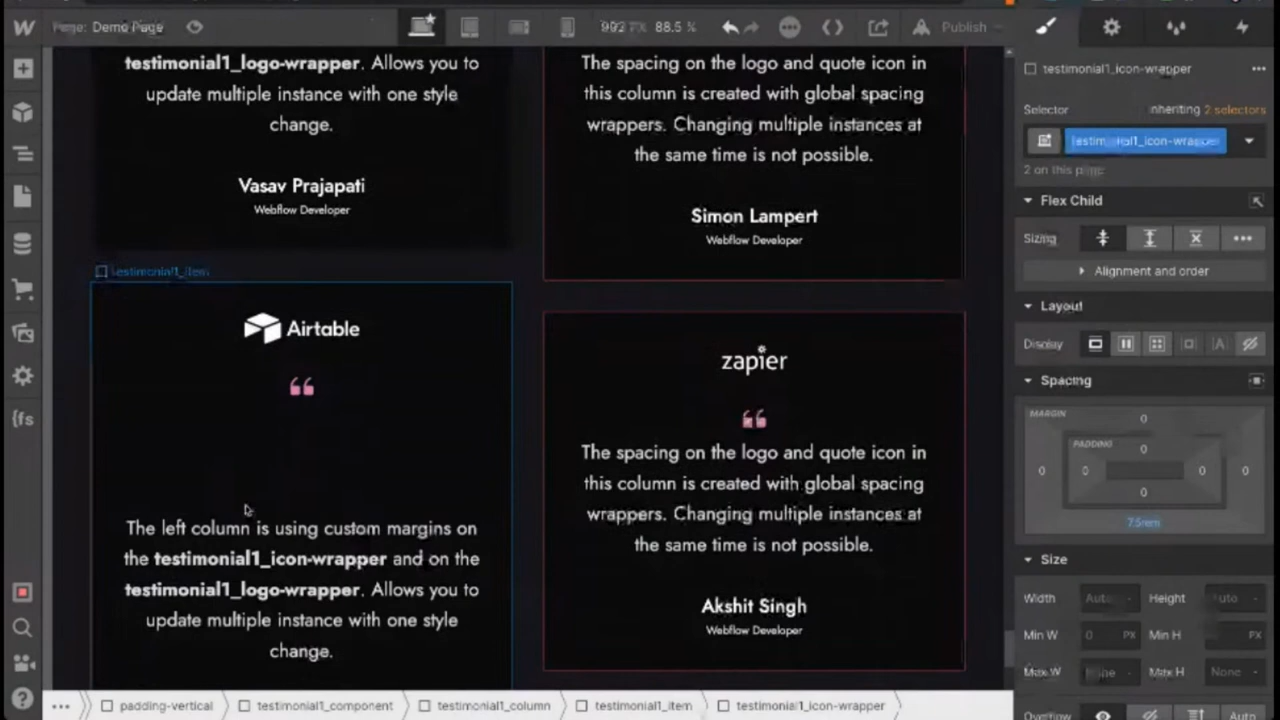 Page: Demo Page
992 PX 88.5 %
Publish
testimonial1_logo-wrapper. Allows you to
update multiple instance with one style
change.
Vasav Prajapati
Webflow Developer
The spacing on the logo and quote icon in
this column is created with global spacing
wrappers. Changing multiple instances at
the same time is not possible.
Simon Lampert
Webflow Developer
testimonial1_item
Airtable
The left column is using custom margins on
the testimonial1_icon-wrapper and on the
testimonial1_logo-wrapper. Allows you to
update multiple instance with one style
change.
zapier
The spacing on the logo and quote icon in
this column is created with global spacing
wrappers. Changing multiple instances at
the same time is not possible.
Akshit Singh
Webflow Developer
{fs
testimonial1_icon-wrapper
Selector
Inheriting 2 selectors
testimonial1_icon-wrapper
2 on this page
Flex Child
Sizing
Alignment and order
Layout
Display
Spacing
MARGIN
0
PADDING
0
0 0 0 0
0
7.5rem
Size
Width Auto - Height Auto -
Min W 0 PX Min H PX
Max W None - Max H None -
Overflow Auto
padding-vertical
testimonial1_component
testimonial1_column
testimonial1_item
testimonial1_icon-wrapper